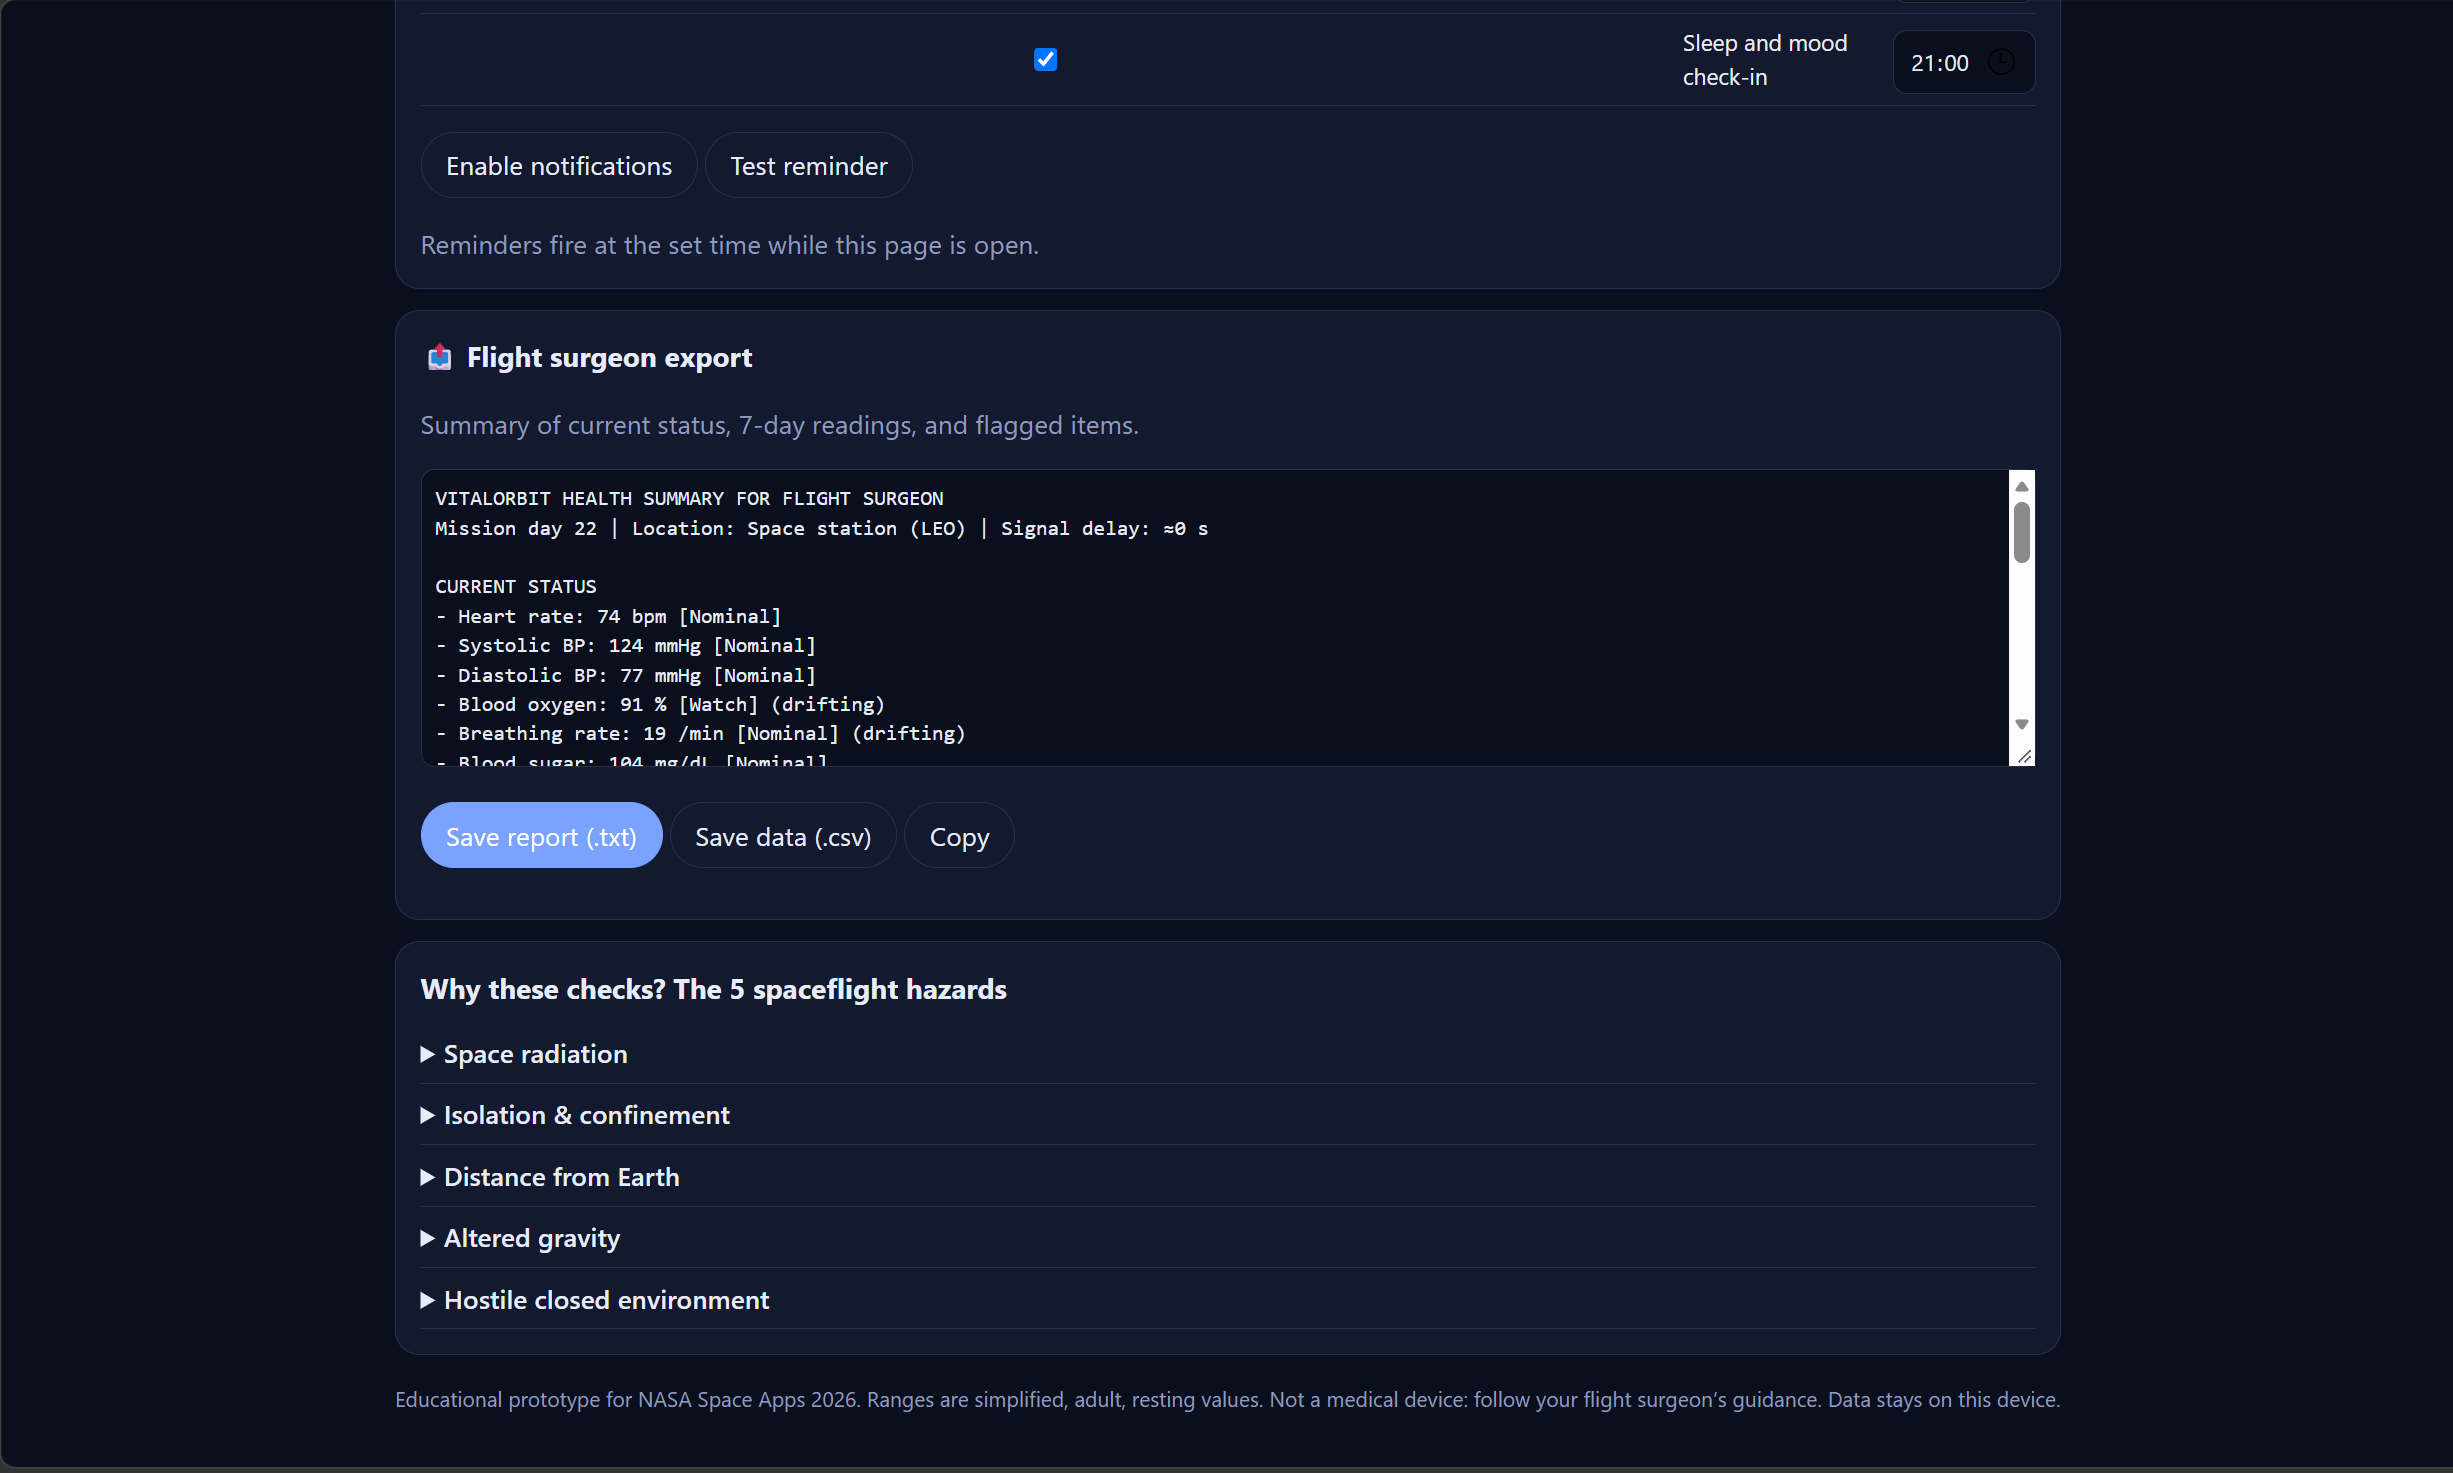 Sleep and mood
check-in
21:00
Enable notifications
Test reminder
Reminders fire at the set time while this page is open.
Flight surgeon export
Summary of current status, 7-day readings, and flagged items.
VITALORBIT HEALTH SUMMARY FOR FLIGHT SURGEON
Mission day 22 | Location: Space station (LEO) | Signal delay: ≈0 s
CURRENT STATUS
- Heart rate: 74 bpm [Nominal]
- Systolic BP: 124 mmHg [Nominal]
- Diastolic BP: 77 mmHg [Nominal]
- Blood oxygen: 91 % [Watch] (drifting)
- Breathing rate: 19 /min [Nominal] (drifting)
- Blood sugar: 104 mg/dL [Nominal]
Save report (.txt)
Save data (.csv)
Copy
Why these checks? The 5 spaceflight hazards
Space radiation
Isolation & confinement
Distance from Earth
Altered gravity
Hostile closed environment
Educational prototype for NASA Space Apps 2026. Ranges are simplified, adult, resting values. Not a medical device: follow your flight surgeon’s guidance. Data stays on this device.